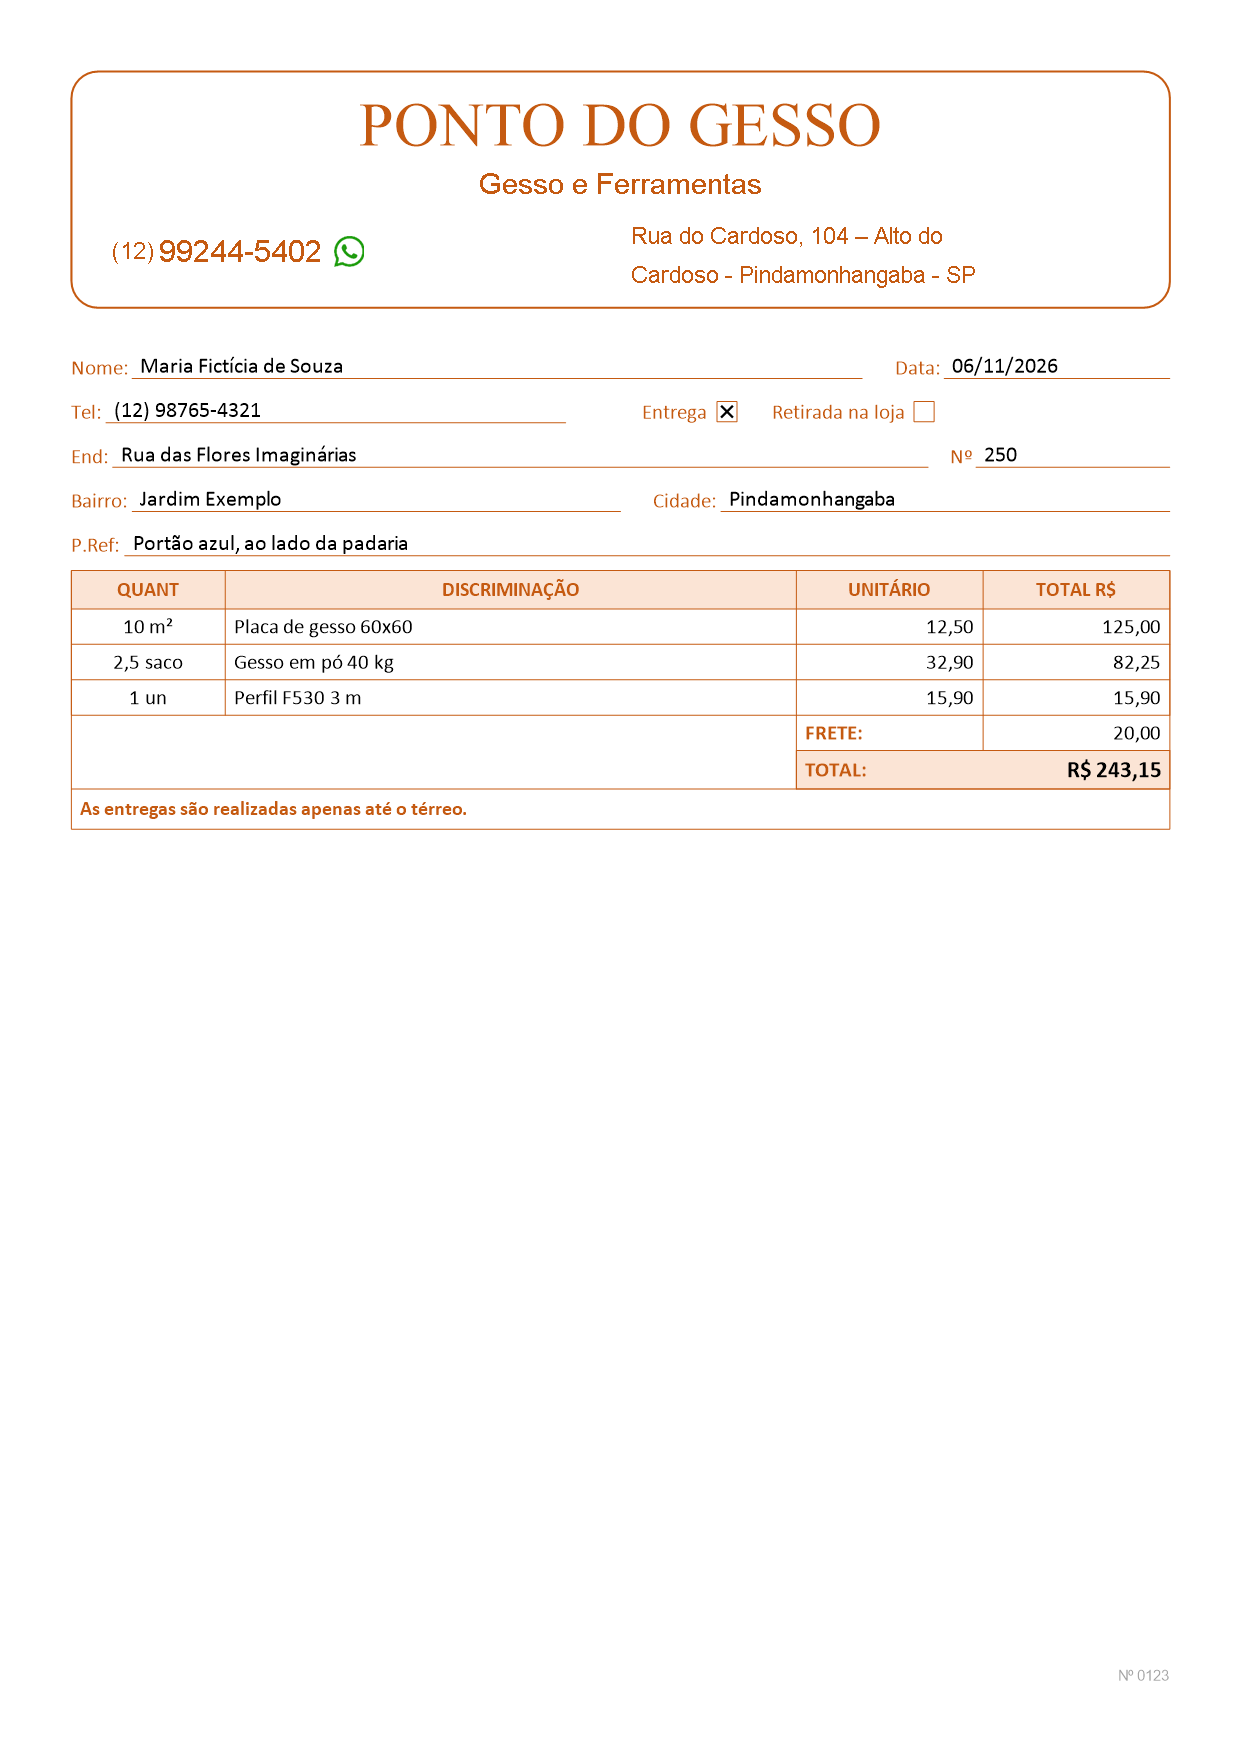 PONTO DO GESSO
Gesso e Ferramentas
(12) 99244-5402
Rua do Cardoso, 104 – Alto do
Cardoso - Pindamonhangaba - SP
Nome: Maria Fictícia de Souza Data: 06/11/2026
Tel: (12) 98765-4321 Entrega ☒ Retirada na loja ☐
End: Rua das Flores Imaginárias Nº 250
Bairro: Jardim Exemplo Cidade: Pindamonhangaba
P.Ref: Portão azul, ao lado da padaria
QUANT DISCRIMINAÇÃO UNITÁRIO TOTAL R$
10 m² Placa de gesso 60x60 12,50 125,00
2,5 saco Gesso em pó 40 kg 32,90 82,25
1 un Perfil F530 3 m 15,90 15,90
FRETE: 20,00
TOTAL: R$ 243,15
As entregas são realizadas apenas até o térreo.
Nº 0123